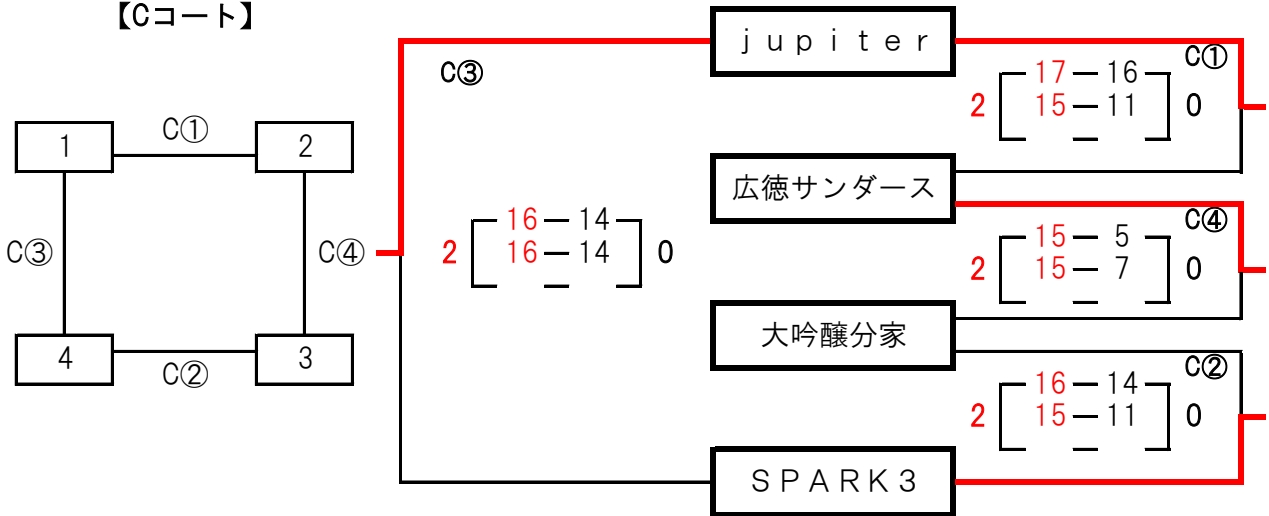 【Cコート】
1
C①
2
C③
C④
4
C②
3
C③
2
16 ― 14
16 ― 14
0
ｊｕｐｉｔｅｒ
C①
2
17 ― 16
15 ― 11
0
広徳サンダース
C④
2
15 ― 5
15 ― 7
0
大吟醸分家
C②
2
16 ― 14
15 ― 11
0
ＳＰＡＲＫ３